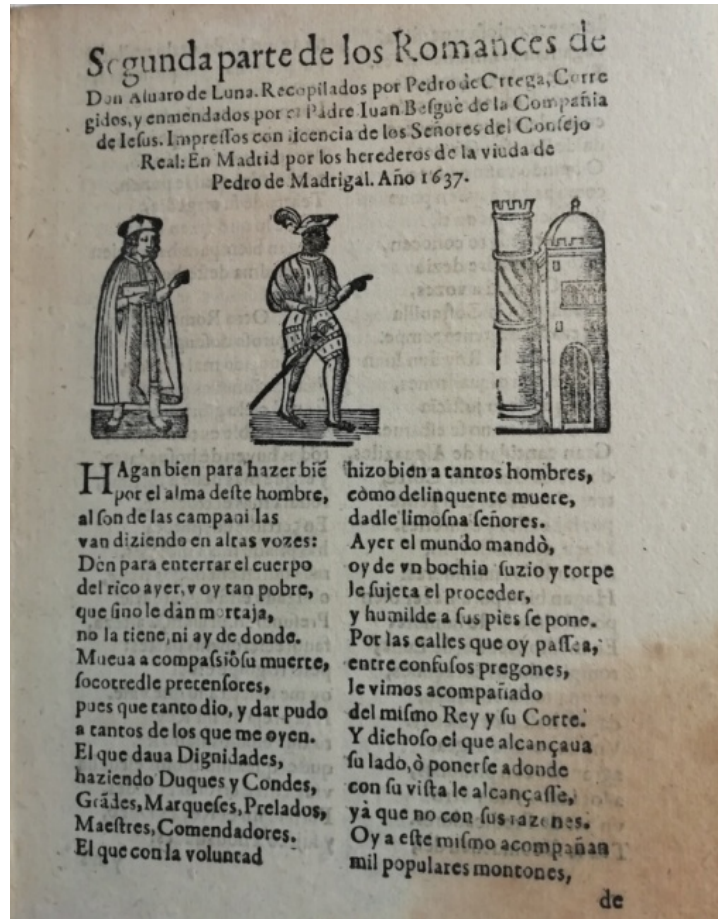 Segunda parte de los Romances de
Don Aluaro de Luna. Recopilados por Pedro de Ortega, Corre
gidos, y enmendados por el Padre Iuan Besguè de la Compañia
de Iesus. Impreſſos con licencia de los Señores del Conſejo
Real: En Madrid por los herederos de la viuda de
Pedro de Madrigal. Año 1637.
HAgan bien para hazer biẽ
por el alma deſte hombre,
al ſon de las campani las
van diziendo en altas vozes:
Dèn para enterrar el cuerpo
del rico ayer, y oy tan pobre,
que ſino le dàn mortaja,
no la tiene, ni ay de donde.
Mueua a compaſsiõ ſu muerte,
ſocorredle pretenſores,
pues que tanto dio, y dar pudo
a tantos de los que me oyen.
El que daua Dignidades,
haziendo Duques y Condes,
Grãdes, Marqueſes, Prelados,
Maeſtres, Comendadores.
El que con la voluntad
hizo bien a tantos hombres,
còmo delinquente muere,
dadle limoſna ſeñores.
Ayer el mundo mandò,
oy de vn bochin ſuzio y torpe
ſe ſujeta el proceder,
y humilde a ſus pies ſe pone.
Por las calles que oy paſſea,
entre confuſos pregones,
le vimos acompañado
del miſmo Rey y ſu Corte.
Y dichoſo el que alcançaua
ſu lado, ò ponerſe adonde
con ſu viſta le alcançaſſe,
yà que no con ſus razones.
Oy a eſte miſmo acompañan
mil populares montones,
de